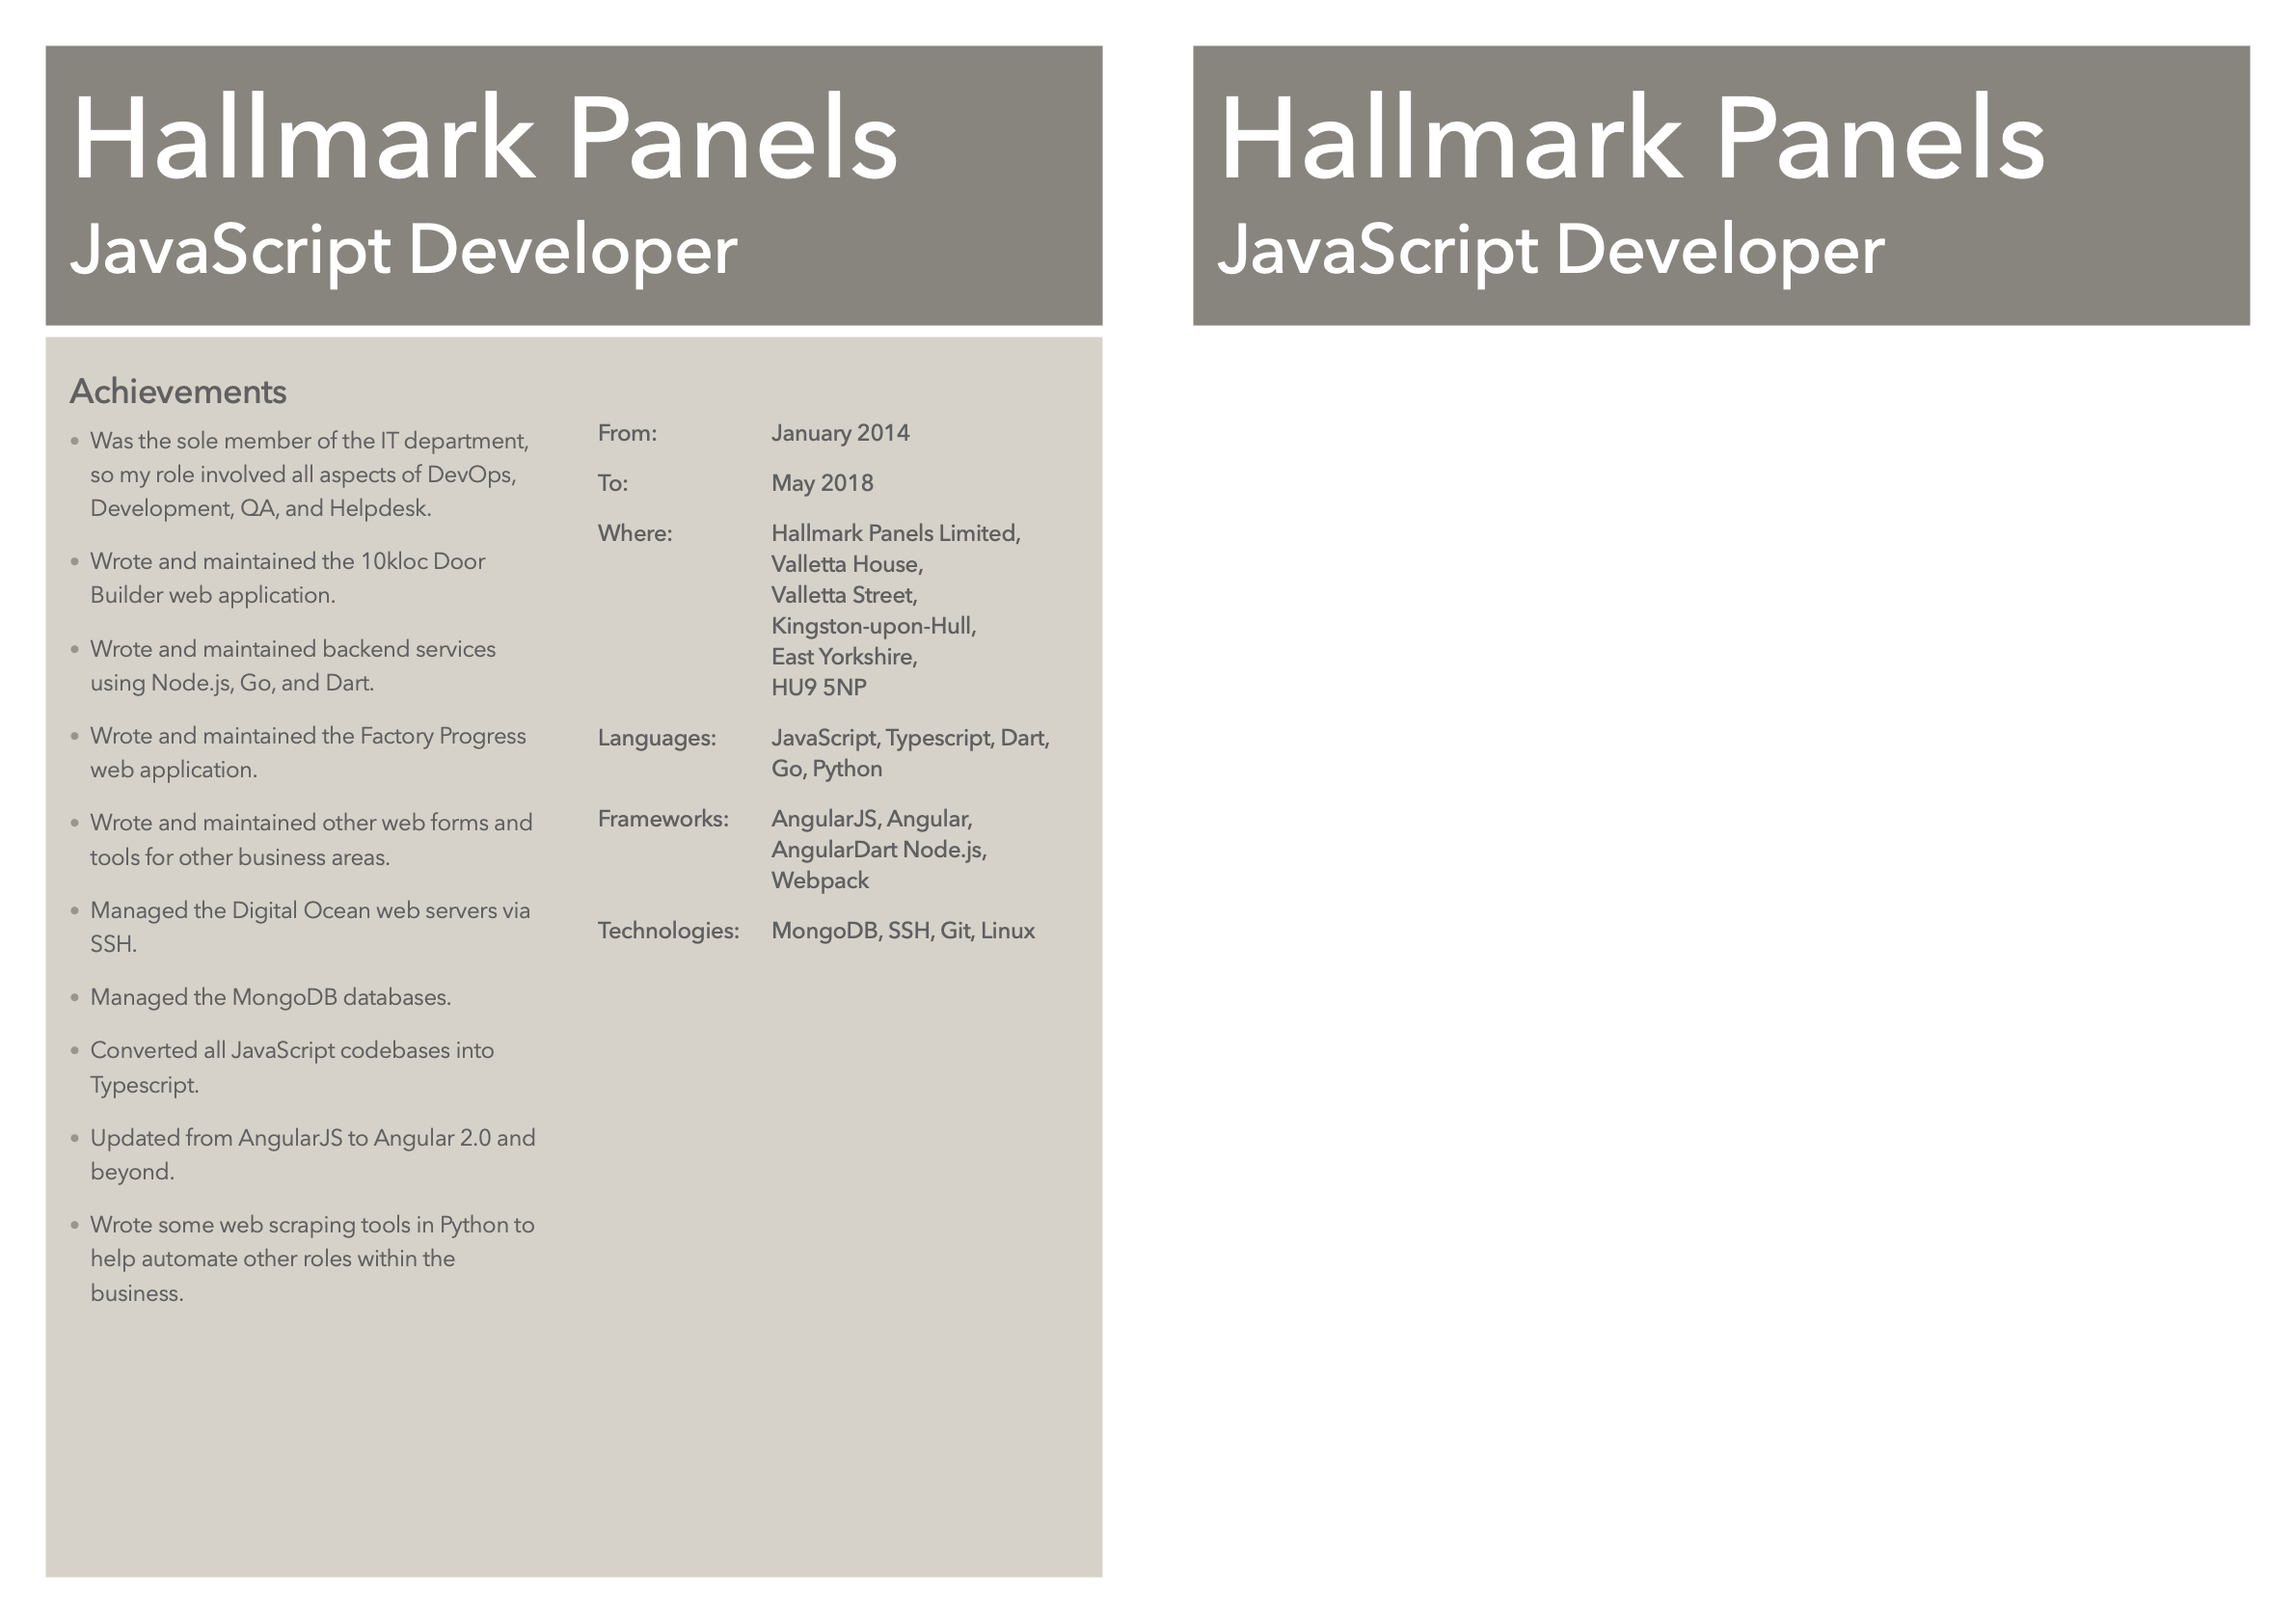 Hallmark Panels
JavaScript Developer
Achievements
• Was the sole member of the IT department,
so my role involved all aspects of DevOps,
Development, QA, and Helpdesk.
• Wrote and maintained the 10kloc Door
Builder web application.
• Wrote and maintained backend services
using Node.js, Go, and Dart.
• Wrote and maintained the Factory Progress
web application.
• Wrote and maintained other web forms and
tools for other business areas.
• Managed the Digital Ocean web servers via
SSH.
• Managed the MongoDB databases.
• Converted all JavaScript codebases into
Typescript.
• Updated from AngularJS to Angular 2.0 and
beyond.
• Wrote some web scraping tools in Python to
help automate other roles within the
business.
From: January 2014
To: May 2018
Where: Hallmark Panels Limited,
Valletta House,
Valletta Street,
Kingston-upon-Hull,
East Yorkshire,
HU9 5NP
Languages: JavaScript, Typescript, Dart,
Go, Python
Frameworks: AngularJS, Angular,
AngularDart Node.js,
Webpack
Technologies: MongoDB, SSH, Git, Linux
Hallmark Panels
JavaScript Developer